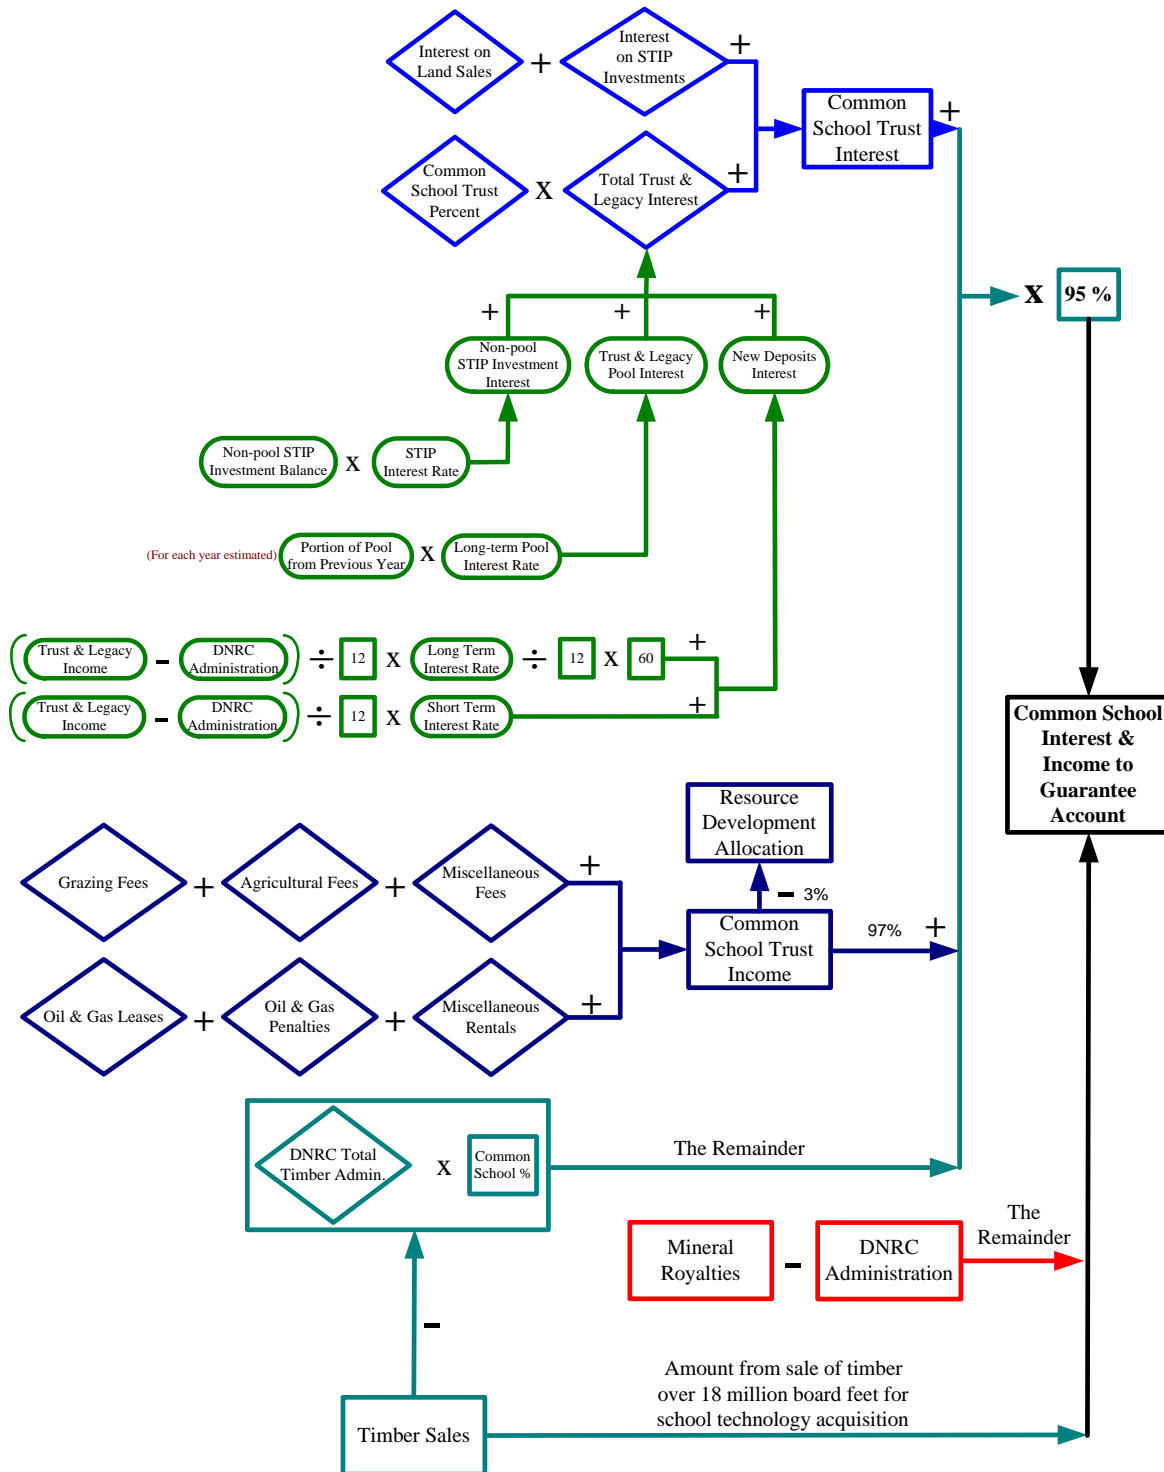 Interest on
Land Sales
+
Interest
on STIP
Investments
+
Common
School Trust
Interest
+
Common
School Trust
Percent
X
Total Trust &
Legacy Interest
+
X
95 %
+
+
+
Non-pool
STIP Investment
Interest
Trust & Legacy
Pool Interest
New Deposits
Interest
Non-pool STIP
Investment Balance
X
STIP
Interest Rate
(For each year estimated)
Portion of Pool
from Previous Year
X
Long-term Pool
Interest Rate
(
Trust & Legacy
Income
-
DNRC
Administration
)
÷
12
X
Long Term
Interest Rate
÷
12
X
60
+
(
Trust & Legacy
Income
-
DNRC
Administration
)
÷
12
X
Short Term
Interest Rate
+
Common School
Interest &
Income to
Guarantee
Account
Resource
Development
Allocation
- 3%
Grazing Fees
+
Agricultural Fees
+
Miscellaneous
Fees
+
Common
School Trust
Income
97%
+
Oil & Gas Leases
+
Oil & Gas
Penalties
+
Miscellaneous
Rentals
+
DNRC Total
Timber Admin.
X
Common
School %
The Remainder
Mineral
Royalties
-
DNRC
Administration
The
Remainder
-
Timber Sales
Amount from sale of timber
over 18 million board feet for
school technology acquisition